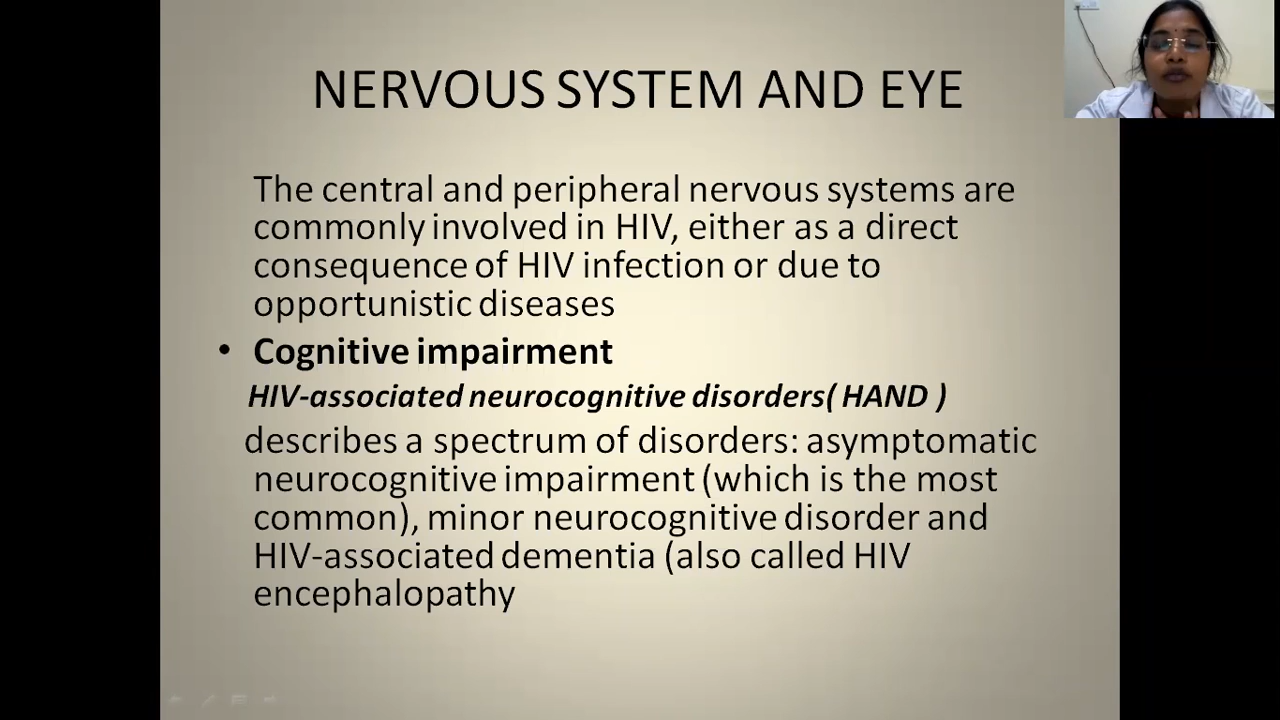 NERVOUS SYSTEM AND EYE
The central and peripheral nervous systems are
commonly involved in HIV, either as a direct
consequence of HIV infection or due to
opportunistic diseases
• Cognitive impairment
HIV-associated neurocognitive disorders( HAND )
describes a spectrum of disorders: asymptomatic
neurocognitive impairment (which is the most
common), minor neurocognitive disorder and
HIV-associated dementia (also called HIV
encephalopathy